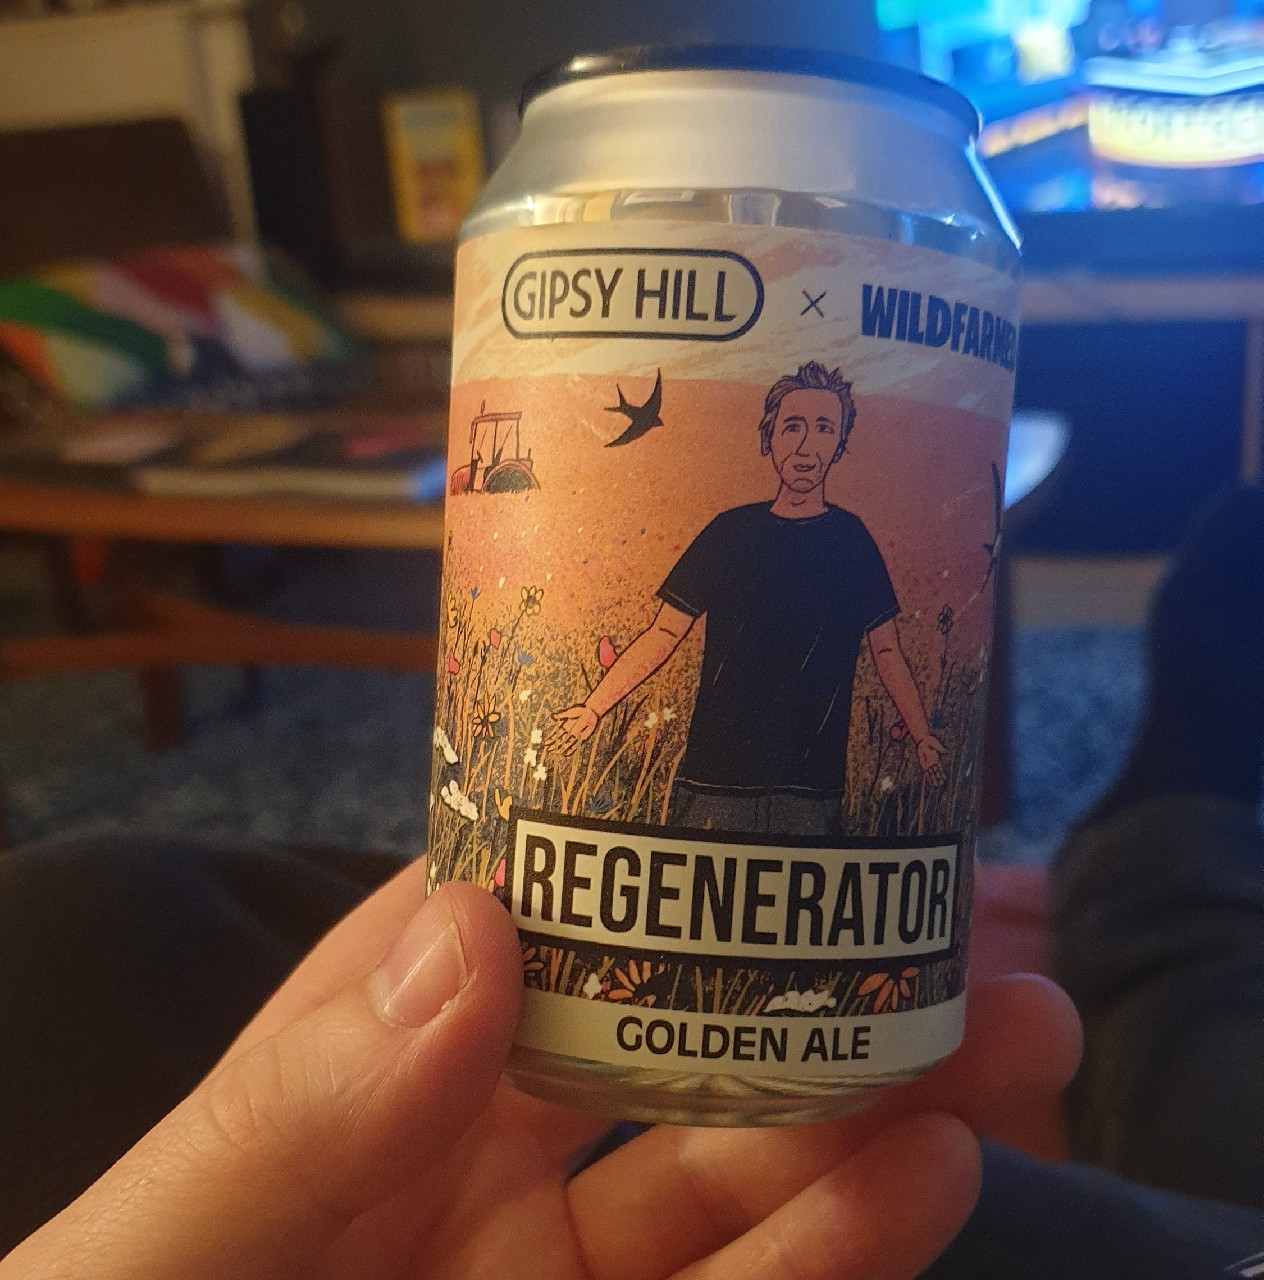 GIPSY HILL × WILDFARMED
REGENERATOR
GOLDEN ALE